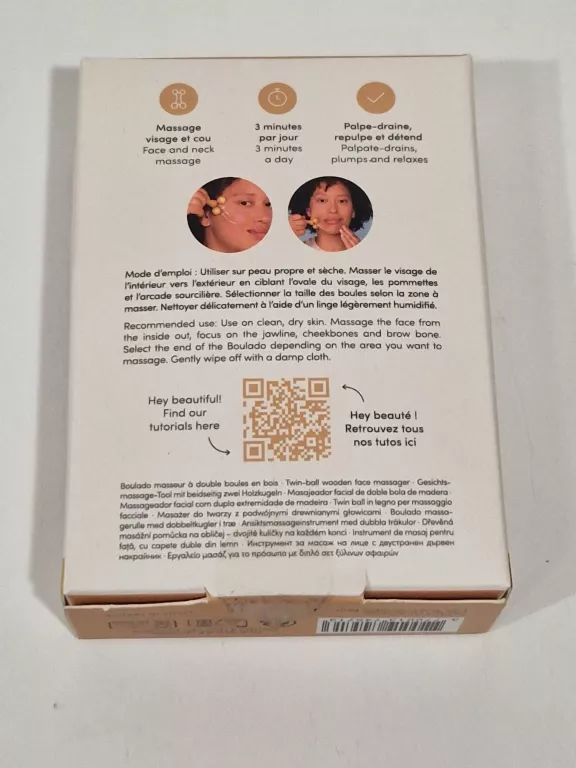 Massage
visage et cou
Face and neck
massage
3 minutes
par jour
3 minutes
a day
Palpe-draine,
repulpe et détend
Palpate-drains,
plumps and relaxes
Mode d'emploi : Utiliser sur peau propre et sèche. Masser le visage de
l'intérieur vers l'extérieur en ciblant l'ovale du visage, les pommettes
et l'arcade sourcilière. Sélectionner la taille des boules selon la zone à
masser. Nettoyer délicatement à l'aide d'un linge légèrement humidifié.
Recommended use: Use on clean, dry skin. Massage the face from
the inside out, focus on the jawline, cheekbones and brow bone.
Select the end of the Boulado depending on the area you want to
massage. Gently wipe off with a damp cloth.
Hey beautiful!
Find our
tutorials here
Hey beauté !
Retrouvez tous
nos tutos ici
Boulado masseur à double boules en bois · Twin-ball wooden face massager · Gesichts-
massage-Tool mit beidseitig zwei Holzkugeln · Masajeador facial de doble bola de madera ·
Massageador facial com dupla extremidade de madeira · Twin ball in legno per massaggio
facciale · Masażer do twarzy z podwójnymi drewnianymi głowicami · Boulado massa-
gerulle med dobbeltkugler i træ · Ansiktsmassageinstrument med dubbla träkulor · Dřevěná
masážní pomůcka na obličej – dvojité kuličky na každém konci · Instrument de masaj pentru
față, cu capete duble din lemn · Инструмент за масаж на лице с двустранен дървен
накрайник · Εργαλείο μασάζ για το πρόσωπο με διπλό σετ ξύλινων σφαιρών